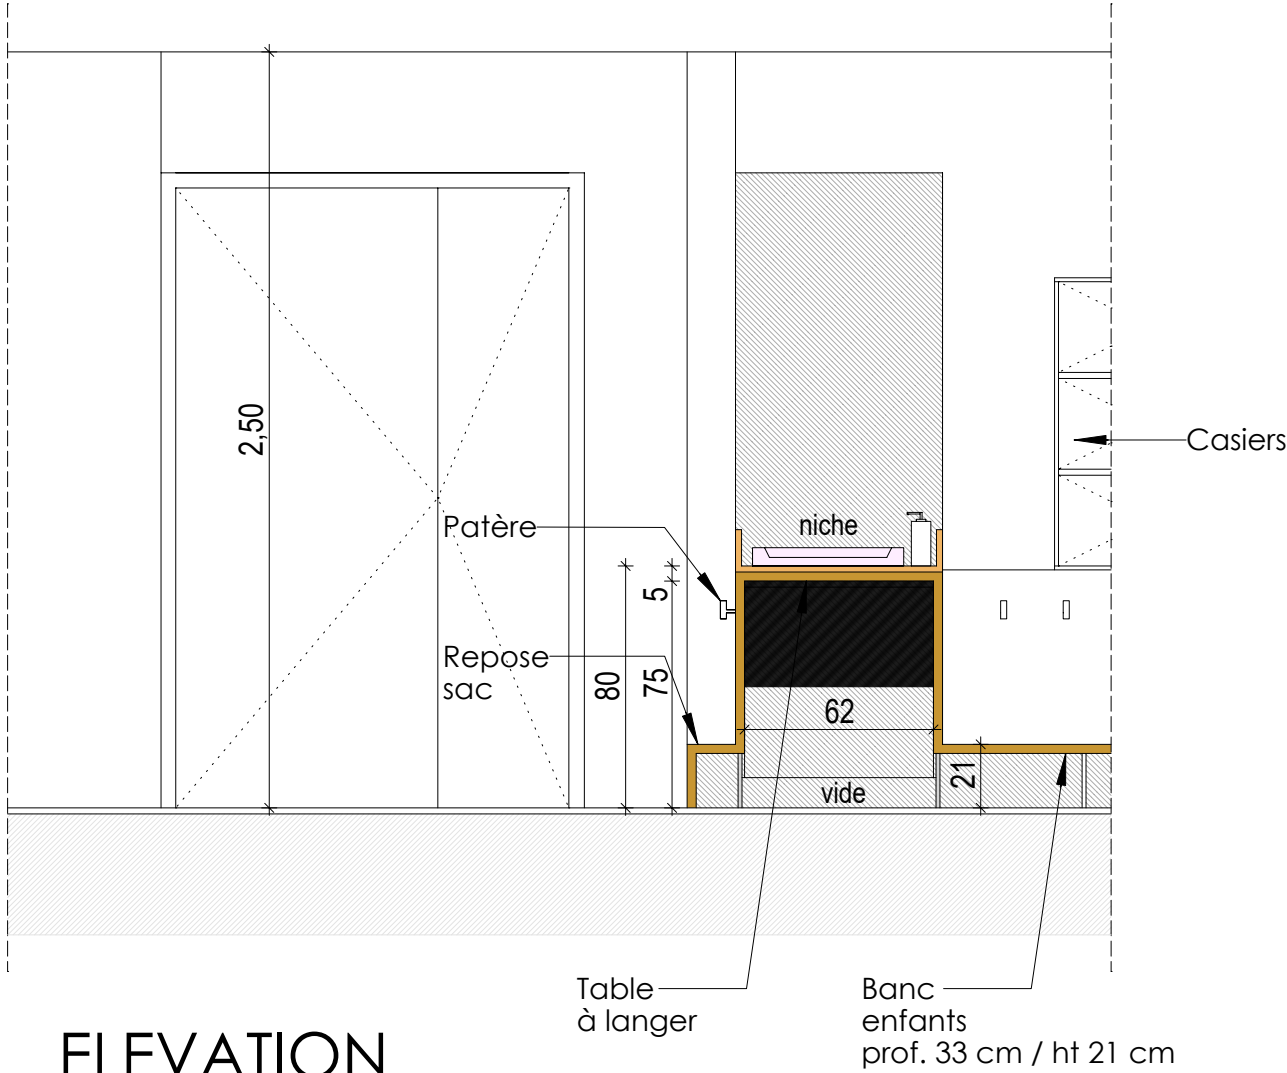 2,50
Casiers
niche
Patère
5
Repose
sac
80
75
62
21
vide
Table
à langer
Banc
enfants
prof. 33 cm / ht 21 cm
ELEVATION